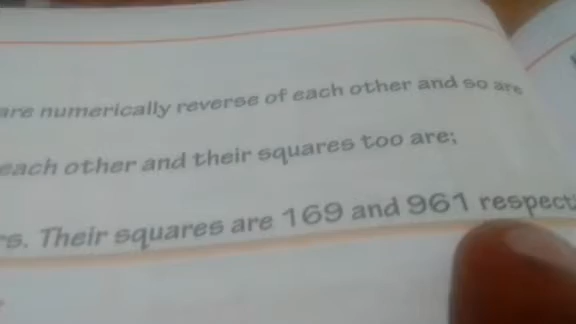 are numerically reverse of each other and so are
each other and their squares too are;
rs. Their squares are 169 and 961 respect